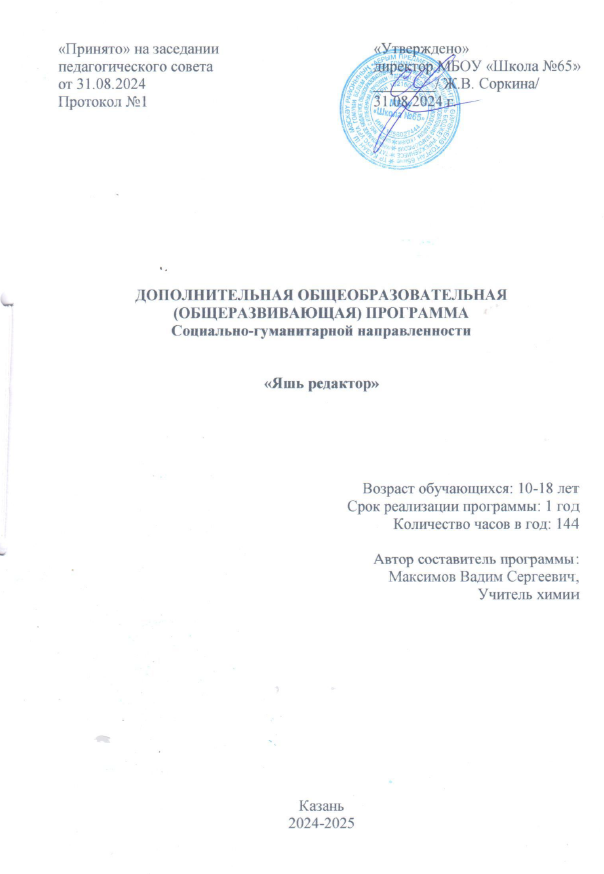 «Принято» на заседании
педагогического совета
от 31.08.2024
Протокол №1
«Утверждено»
директор МБОУ «Школа №65»
/Ж.В. Соркина/
31.08.2024 г.
«Школа №65»
ДОПОЛНИТЕЛЬНАЯ ОБЩЕОБРАЗОВАТЕЛЬНАЯ
(ОБЩЕРАЗВИВАЮЩАЯ) ПРОГРАММА
Социально-гуманитарной направленности
«Яшь редактор»
Возраст обучающихся: 10-18 лет
Срок реализации программы: 1 год
Количество часов в год: 144
Автор составитель программы:
Максимов Вадим Сергеевич,
Учитель химии
Казань
2024-2025